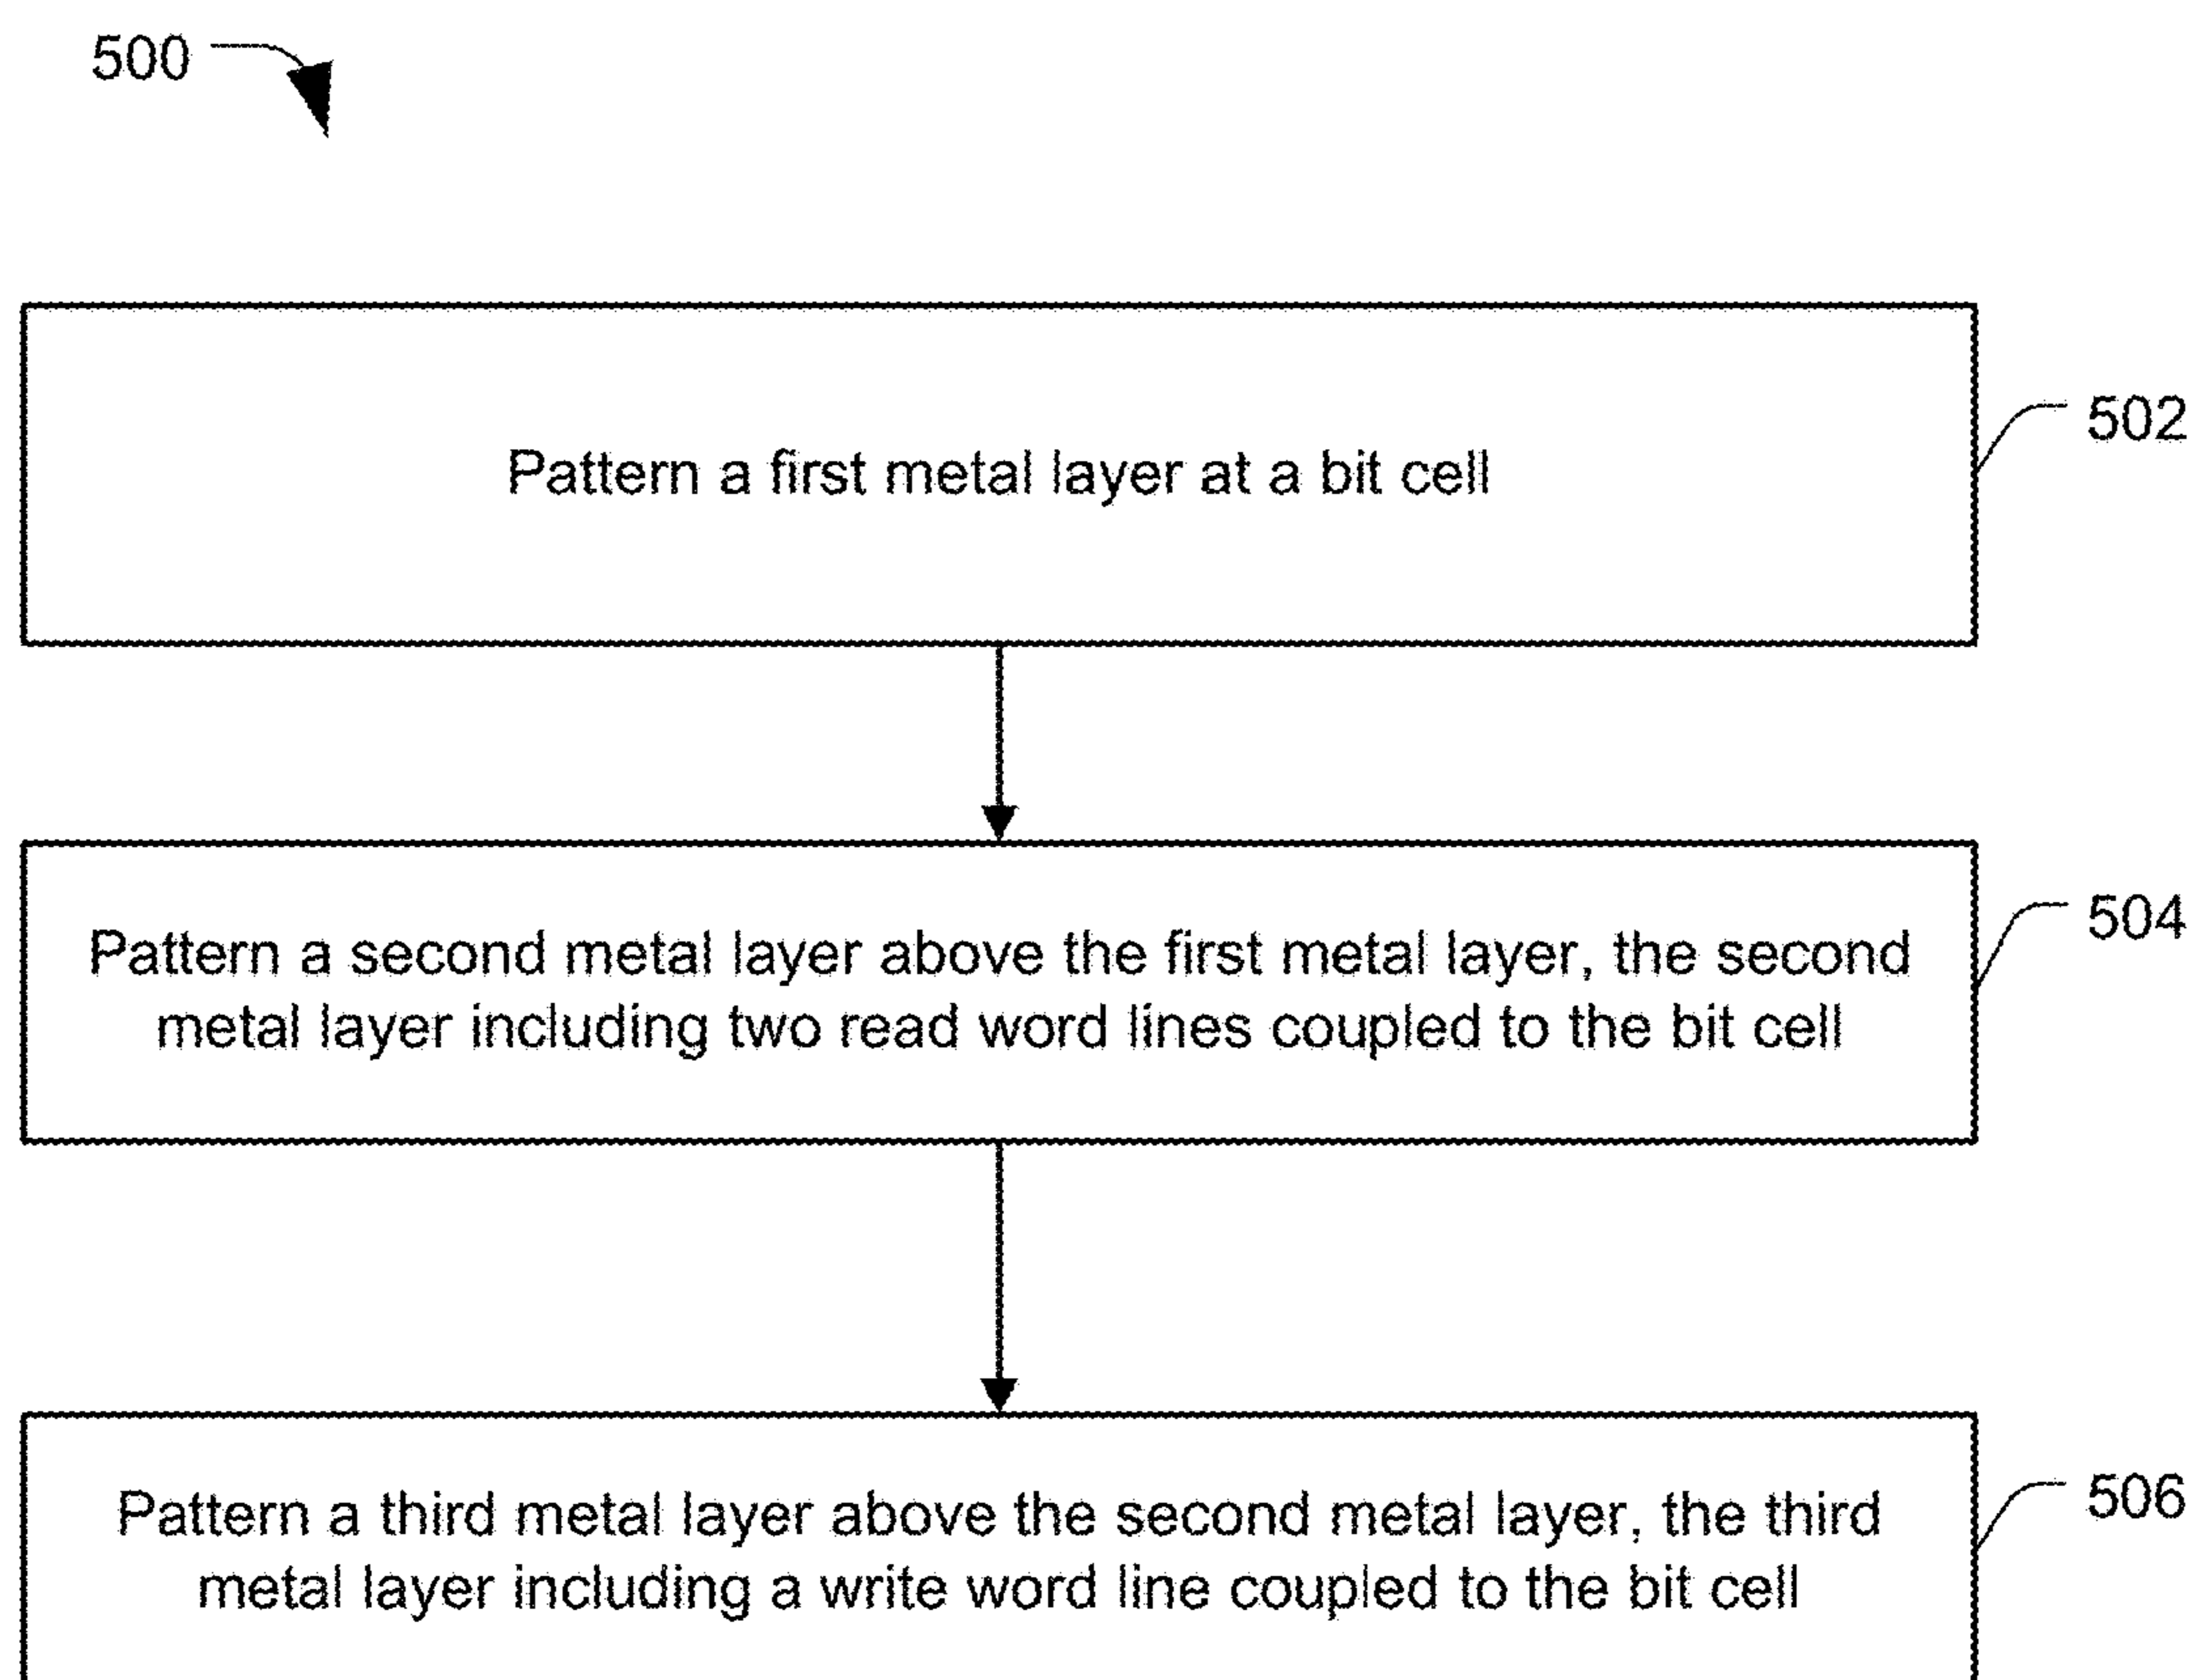 500
Pattern a first metal layer at a bit cell
502
Pattern a second metal layer above the first metal layer, the second
metal layer including two read word lines coupled to the bit cell
504
Pattern a third metal layer above the second metal layer, the third
metal layer including a write word line coupled to the bit cell
506